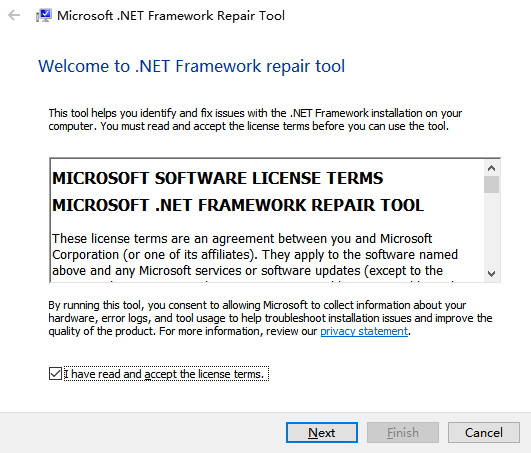 Microsoft .NET Framework Repair Tool
Welcome to .NET Framework repair tool
This tool helps you identify and fix issues with the .NET Framework installation on your
computer. You must read and accept the license terms before you can use the tool.
MICROSOFT SOFTWARE LICENSE TERMS
MICROSOFT .NET FRAMEWORK REPAIR TOOL
These license terms are an agreement between you and Microsoft
Corporation (or one of its affiliates). They apply to the software named
above and any Microsoft services or software updates (except to the
By running this tool, you consent to allowing Microsoft to collect information about your
hardware, error logs, and tool usage to help troubleshoot installation issues and improve the
quality of the product. For more information, review our privacy statement.
I have read and accept the license terms.
Next
Finish
Cancel